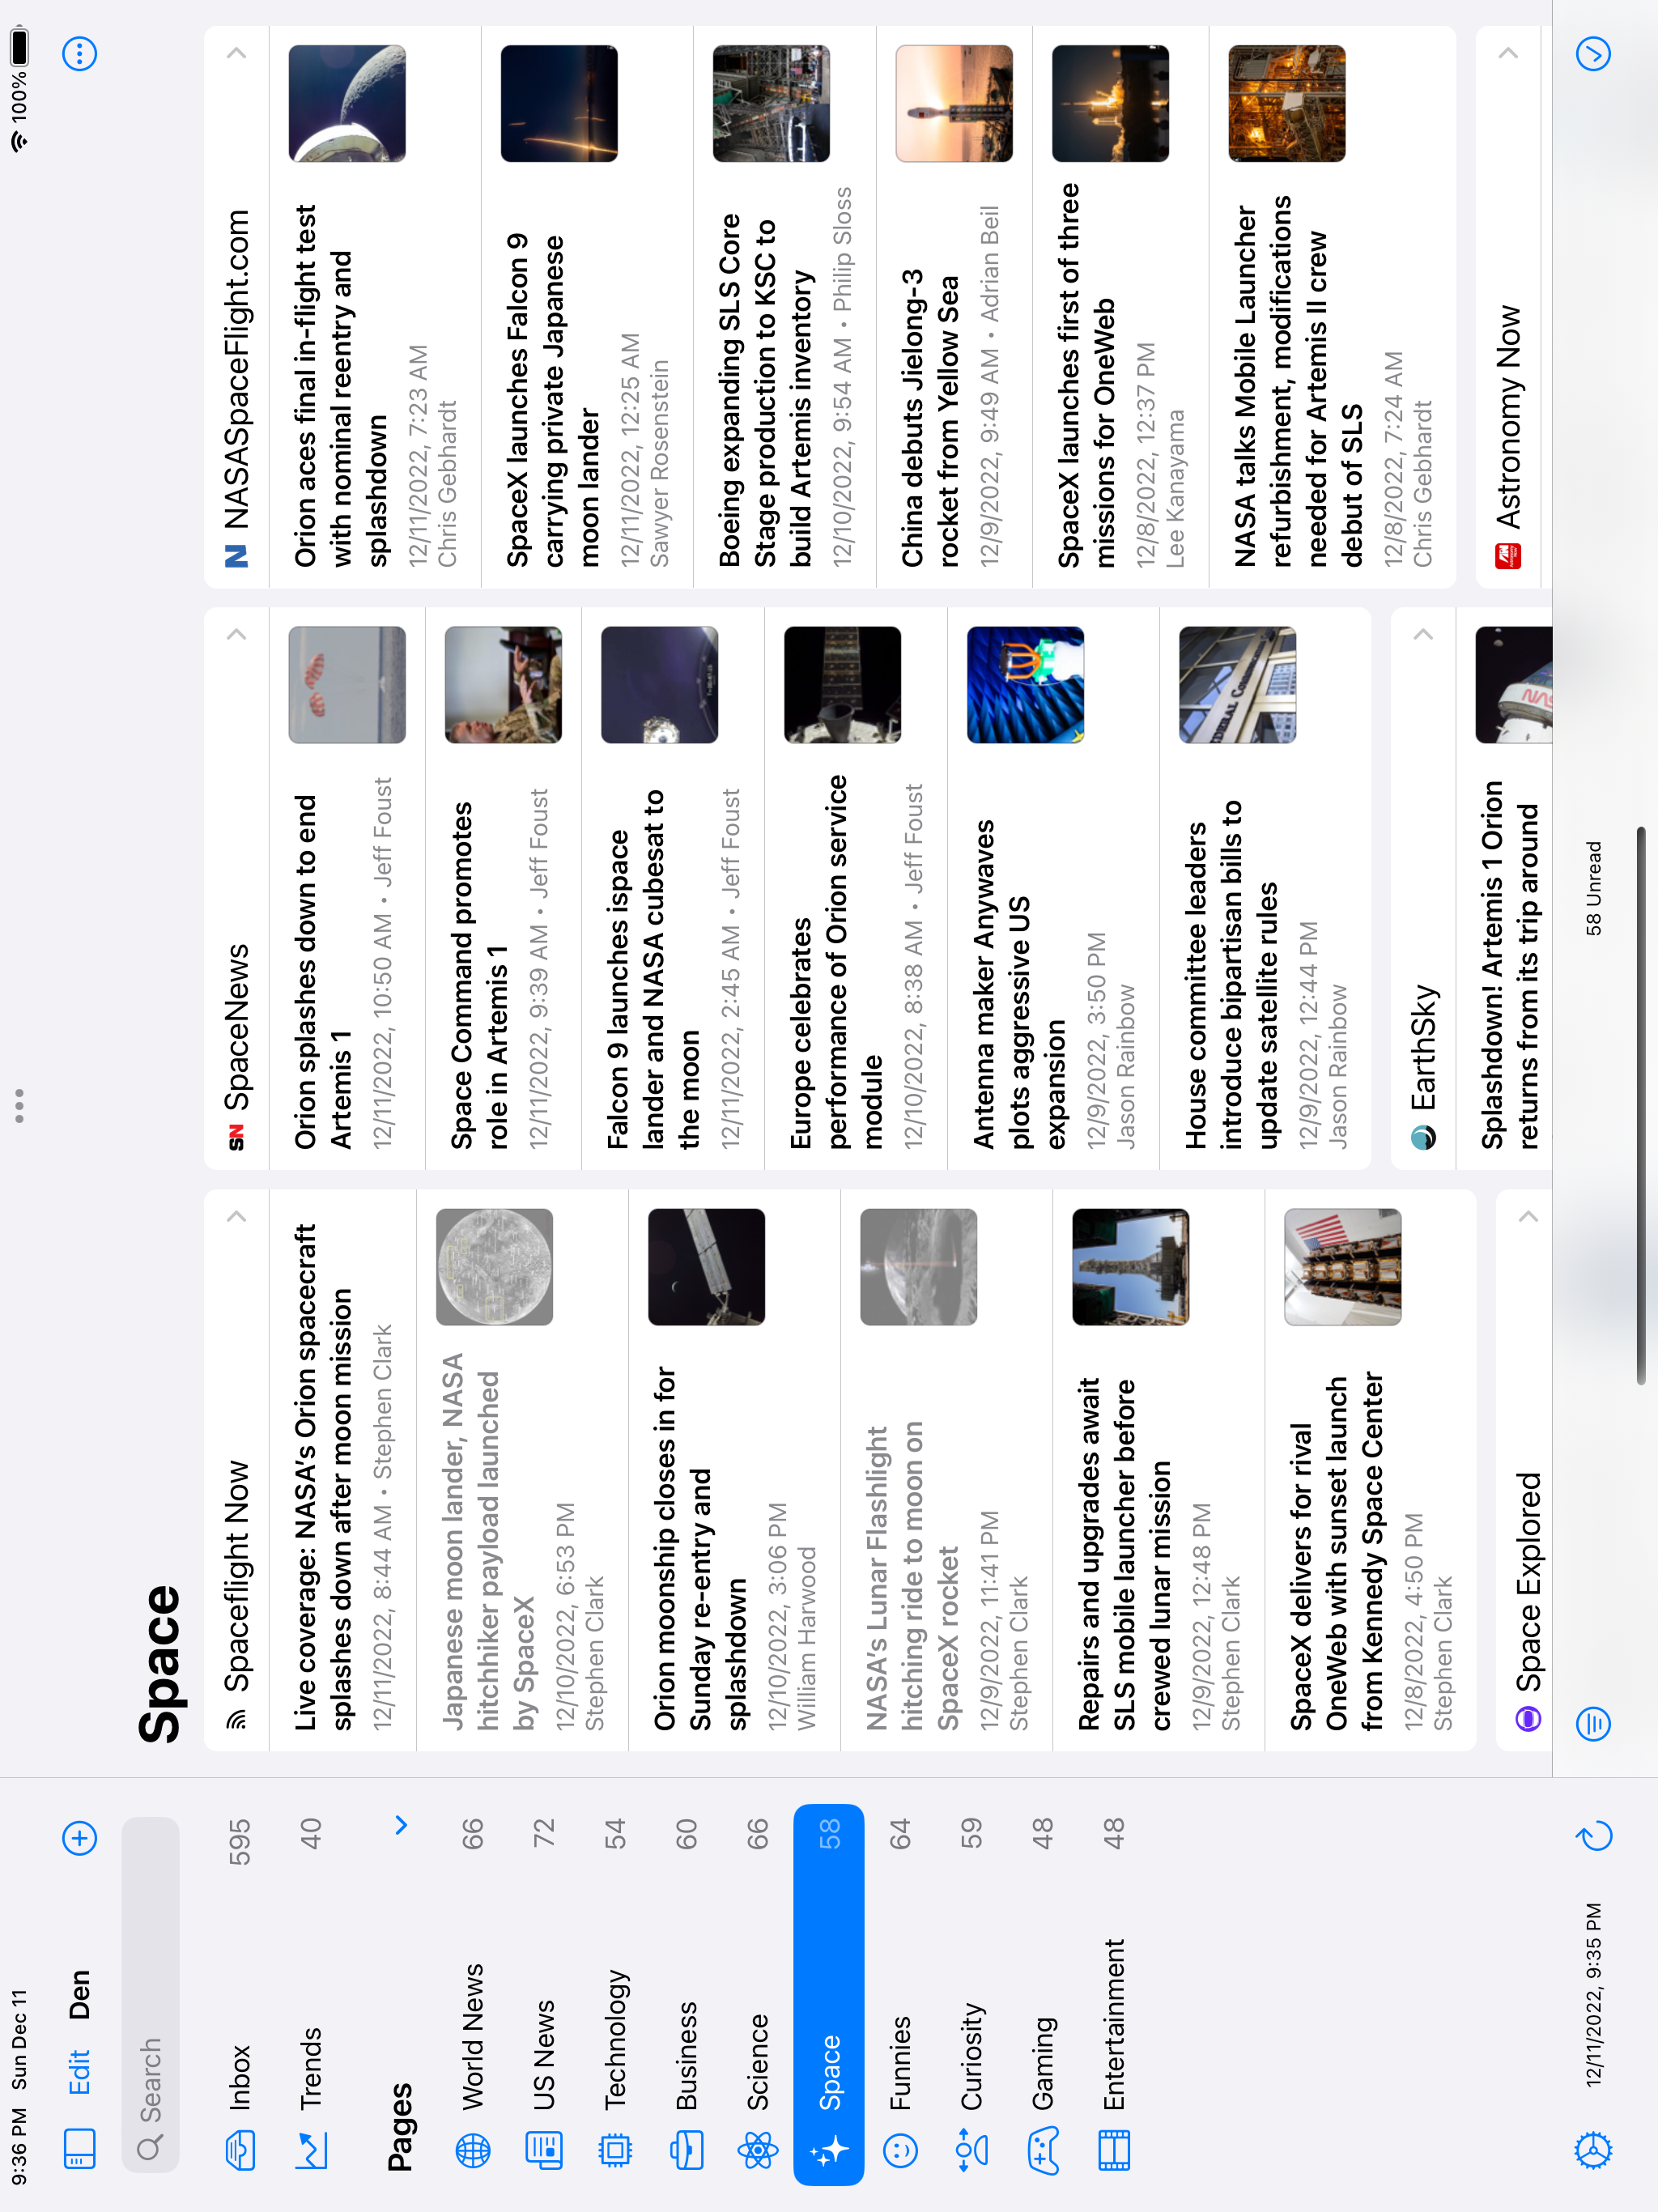 9:36 PM Sun Dec 11
100%
Edit
Den
Search
Inbox 595
Trends 40
Pages
World News 66
US News 72
Technology 54
Business 60
Science 66
Space 58
Funnies 64
Curiosity 59
Gaming 48
Entertainment 48
12/11/2022, 9:35 PM
Space
Spaceflight Now
Live coverage: NASA's Orion spacecraft
splashes down after moon mission
12/11/2022, 8:44 AM • Stephen Clark
Japanese moon lander, NASA
hitchhiker payload launched
by SpaceX
12/10/2022, 6:53 PM
Stephen Clark
Orion moonship closes in for
Sunday re-entry and
splashdown
12/10/2022, 3:06 PM
William Harwood
NASA's Lunar Flashlight
hitching ride to moon on
SpaceX rocket
12/9/2022, 11:41 PM
Stephen Clark
Repairs and upgrades await
SLS mobile launcher before
crewed lunar mission
12/9/2022, 12:48 PM
Stephen Clark
SpaceX delivers for rival
OneWeb with sunset launch
from Kennedy Space Center
12/8/2022, 4:50 PM
Stephen Clark
Space Explored
SN SpaceNews
Orion splashes down to end
Artemis 1
12/11/2022, 10:50 AM • Jeff Foust
Space Command promotes
role in Artemis 1
12/11/2022, 9:39 AM • Jeff Foust
Falcon 9 launches ispace
lander and NASA cubesat to
the moon
12/11/2022, 2:45 AM • Jeff Foust
Europe celebrates
performance of Orion service
module
12/10/2022, 8:38 AM • Jeff Foust
Antenna maker Anywaves
plots aggressive US
expansion
12/9/2022, 3:50 PM
Jason Rainbow
House committee leaders
introduce bipartisan bills to
update satellite rules
12/9/2022, 12:44 PM
Jason Rainbow
EarthSky
Splashdown! Artemis 1 Orion
returns from its trip around
N NASASpaceFlight.com
Orion aces final in-flight test
with nominal reentry and
splashdown
12/11/2022, 7:23 AM
Chris Gebhardt
SpaceX launches Falcon 9
carrying private Japanese
moon lander
12/11/2022, 12:25 AM
Sawyer Rosenstein
Boeing expanding SLS Core
Stage production to KSC to
build Artemis inventory
12/10/2022, 9:54 AM • Philip Sloss
China debuts Jielong-3
rocket from Yellow Sea
12/9/2022, 9:49 AM • Adrian Beil
SpaceX launches first of three
missions for OneWeb
12/8/2022, 12:37 PM
Lee Kanayama
NASA talks Mobile Launcher
refurbishment, modifications
needed for Artemis II crew
debut of SLS
12/8/2022, 7:24 AM
Chris Gebhardt
Astronomy Now
58 Unread